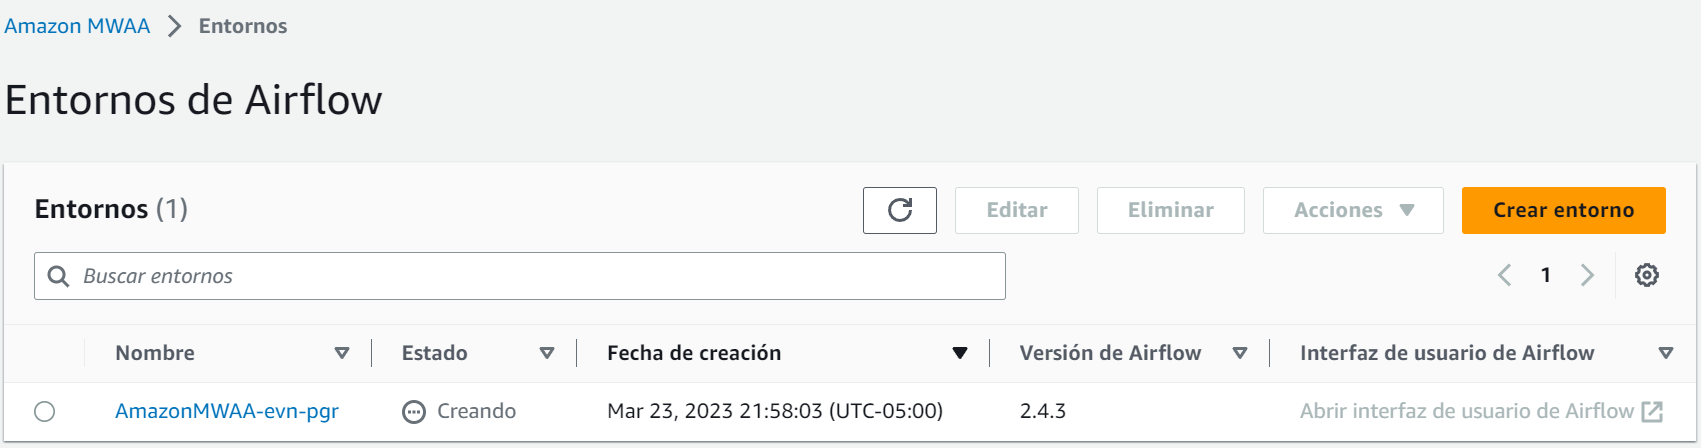 Amazon MWAA > Entornos
Entornos de Airflow
Entornos (1) Editar Eliminar Acciones Crear entorno
Buscar entornos 1
Nombre Estado Fecha de creación Versión de Airflow Interfaz de usuario de Airflow
AmazonMWAA-evn-pgr Creando Mar 23, 2023 21:58:03 (UTC-05:00) 2.4.3 Abrir interfaz de usuario de Airflow